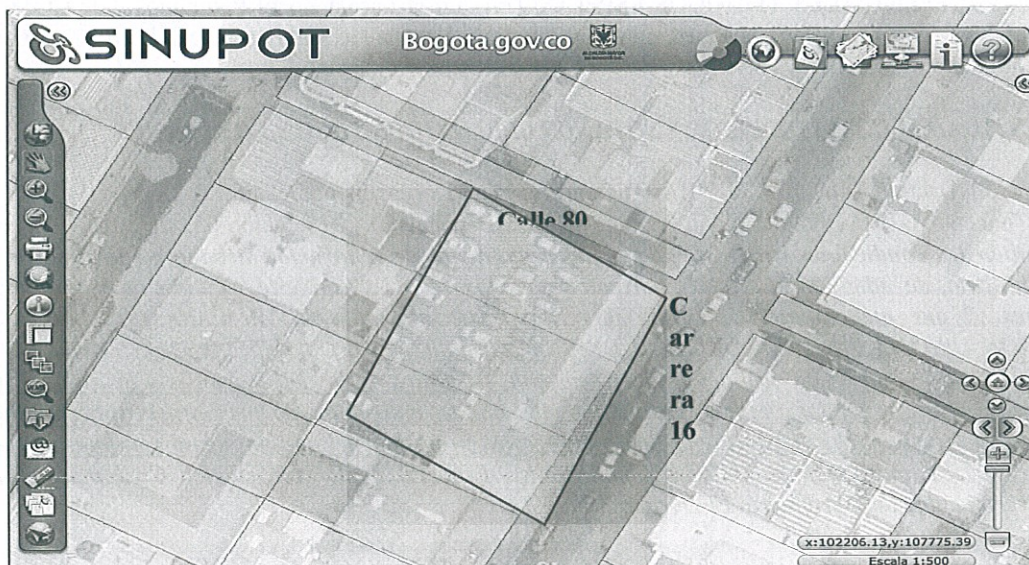 SINUPOT
Bogota.gov.co
Calle 80
C
ar
re
ra
16
x:102206.13,y:107775.39
Escala 1:500